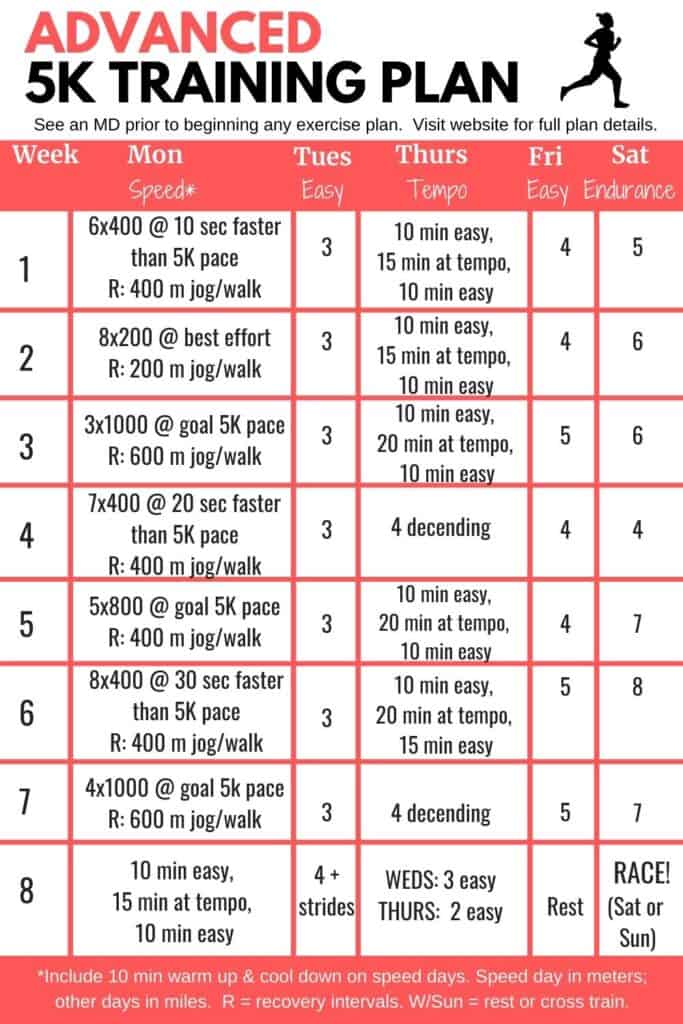 ADVANCED
5K TRAINING PLAN
See an MD prior to beginning any exercise plan. Visit website for full plan details.
Week Mon Tues Thurs Fri Sat
Speed* Easy Tempo Easy Endurance
1
6x400 @ 10 sec faster
than 5K pace
R: 400 m jog/walk
3
10 min easy,
15 min at tempo,
10 min easy
4
5
2
8x200 @ best effort
R: 200 m jog/walk
3
10 min easy,
15 min at tempo,
10 min easy
4
6
3
3x1000 @ goal 5K pace
R: 600 m jog/walk
3
10 min easy,
20 min at tempo,
10 min easy
5
6
4
7x400 @ 20 sec faster
than 5K pace
R: 400 m jog/walk
3
4 decending
4
4
5
5x800 @ goal 5K pace
R: 400 m jog/walk
3
10 min easy,
20 min at tempo,
10 min easy
4
7
6
8x400 @ 30 sec faster
than 5K pace
R: 400 m jog/walk
3
10 min easy,
20 min at tempo,
15 min easy
5
8
7
4x1000 @ goal 5k pace
R: 600 m jog/walk
3
4 decending
5
7
8
10 min easy,
15 min at tempo,
10 min easy
4 +
strides
WEDS: 3 easy
THURS: 2 easy
Rest
RACE!
(Sat or
Sun)
*Include 10 min warm up & cool down on speed days. Speed day in meters;
other days in miles. R = recovery intervals. W/Sun = rest or cross train.